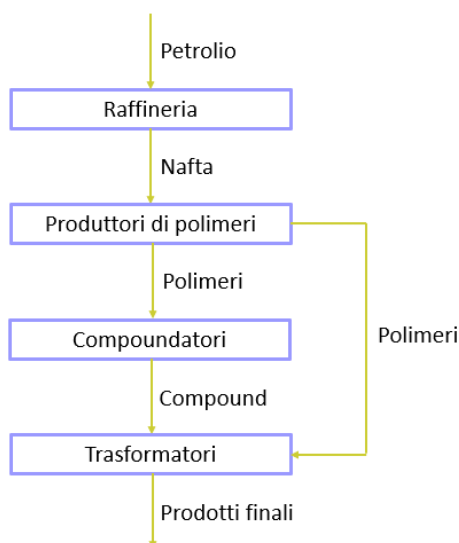 Petrolio
Raffineria
Nafta
Produttori di polimeri
Polimeri
Compoundatori
Polimeri
Compound
Trasformatori
Prodotti finali